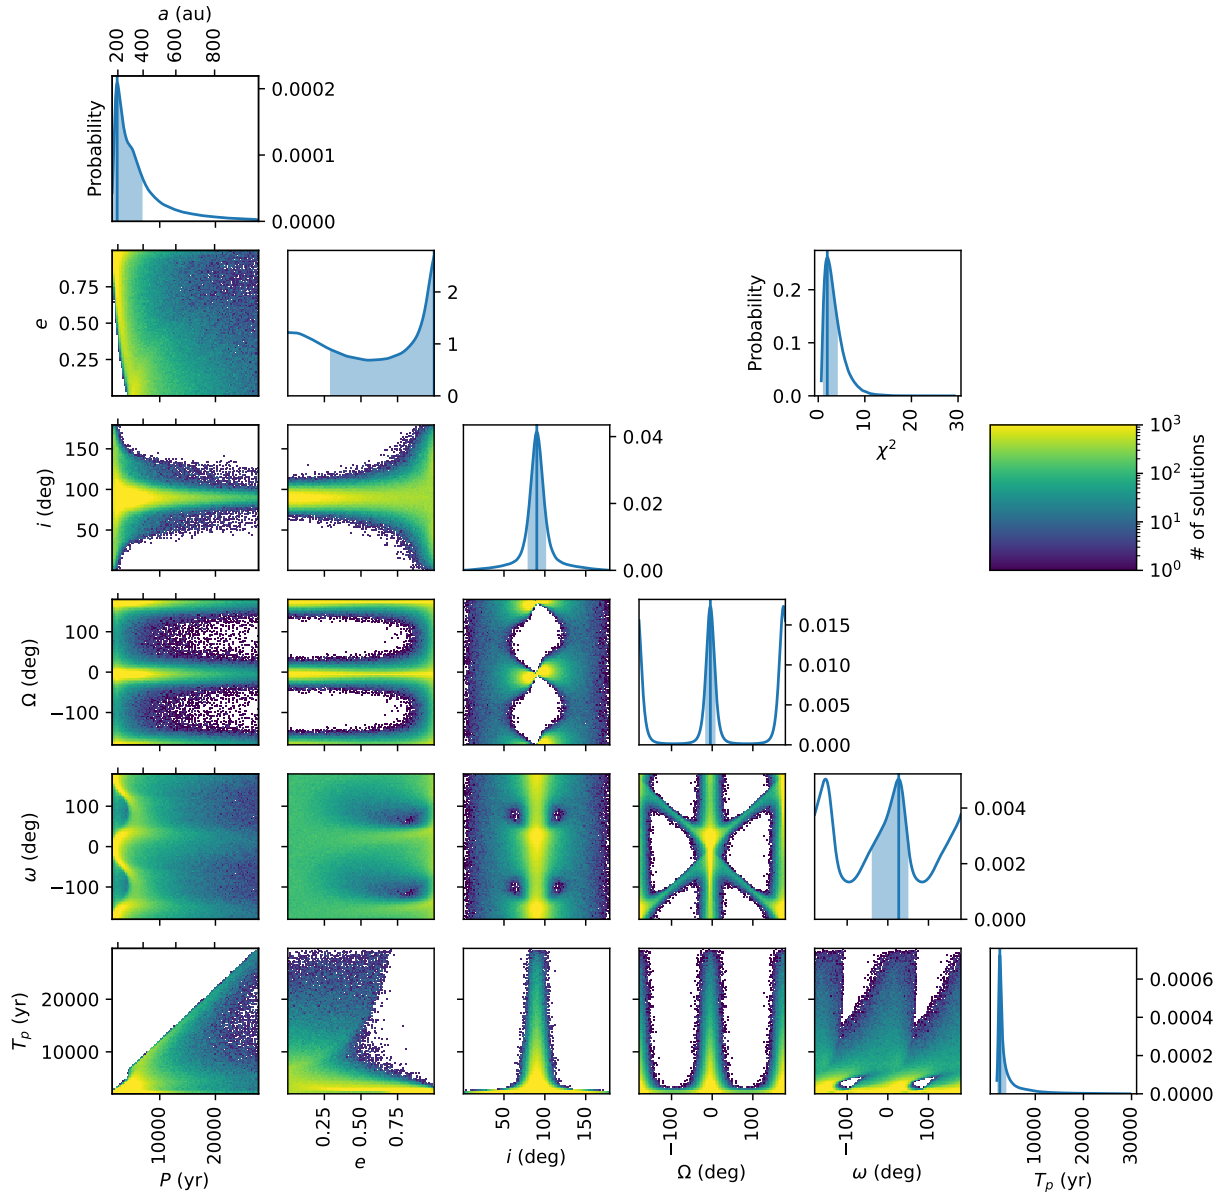 a (au)
200 400 600 800
Probability
0.0002
0.0001
0.0000
e
0.75
0.50
0.25
2
1
0
Probability
0.2
0.1
0.0
0 10 20 30
χ²
i (deg)
150
100
50
0.04
0.02
0.00
10³
10²
10¹
10⁰
# of solutions
Ω (deg)
100
0
−100
0.015
0.010
0.005
0.000
ω (deg)
100
0
−100
0.004
0.002
0.000
Tₚ (yr)
20000
10000
0.0006
0.0004
0.0002
0.0000
10000 20000
P (yr)
0.25 0.50 0.75
e
50 100 150
i (deg)
−100 0 100
Ω (deg)
−100 0 100
ω (deg)
10000 20000 30000
Tₚ (yr)